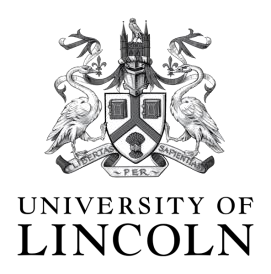 LIBERTAS
PER
SAPIENTIAM
UNIVERSITY OF
LINCOLN